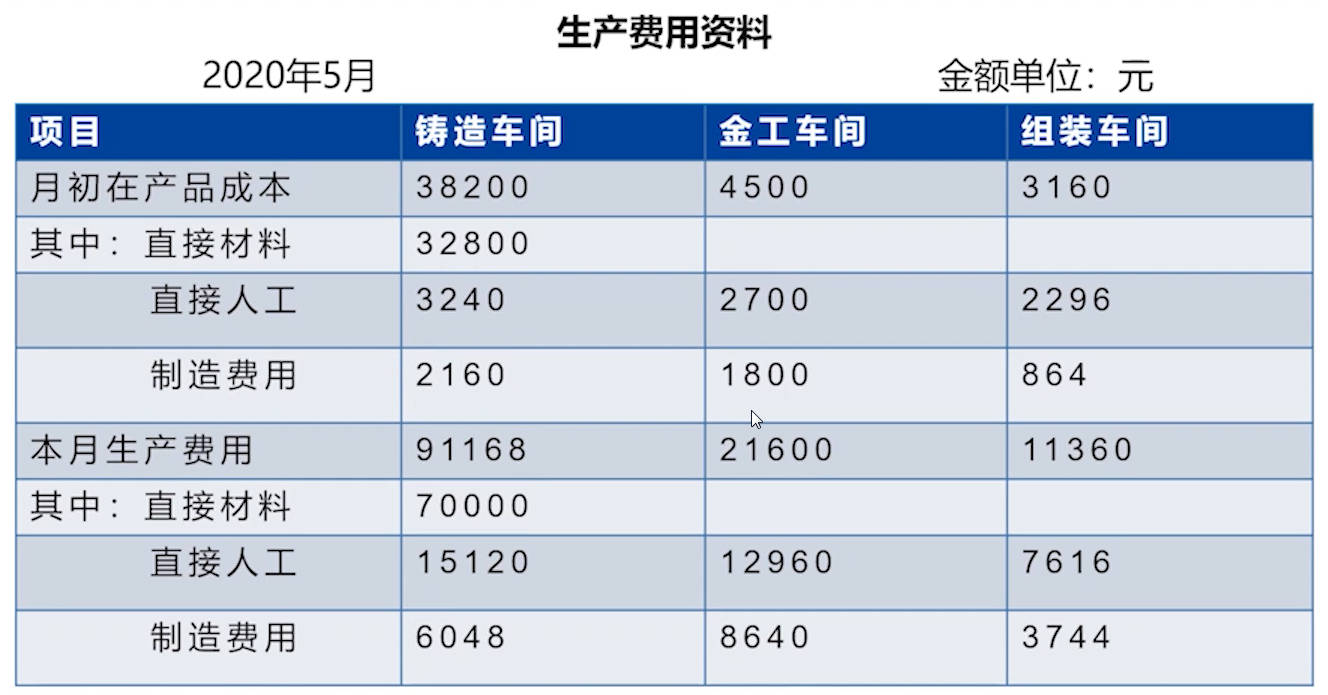 生产费用资料
2020年5月 金额单位：元
项目 铸造车间 金工车间 组装车间
月初在产品成本 38200 4500 3160
其中：直接材料 32800
直接人工 3240 2700 2296
制造费用 2160 1800 864
本月生产费用 91168 21600 11360
其中：直接材料 70000
直接人工 15120 12960 7616
制造费用 6048 8640 3744